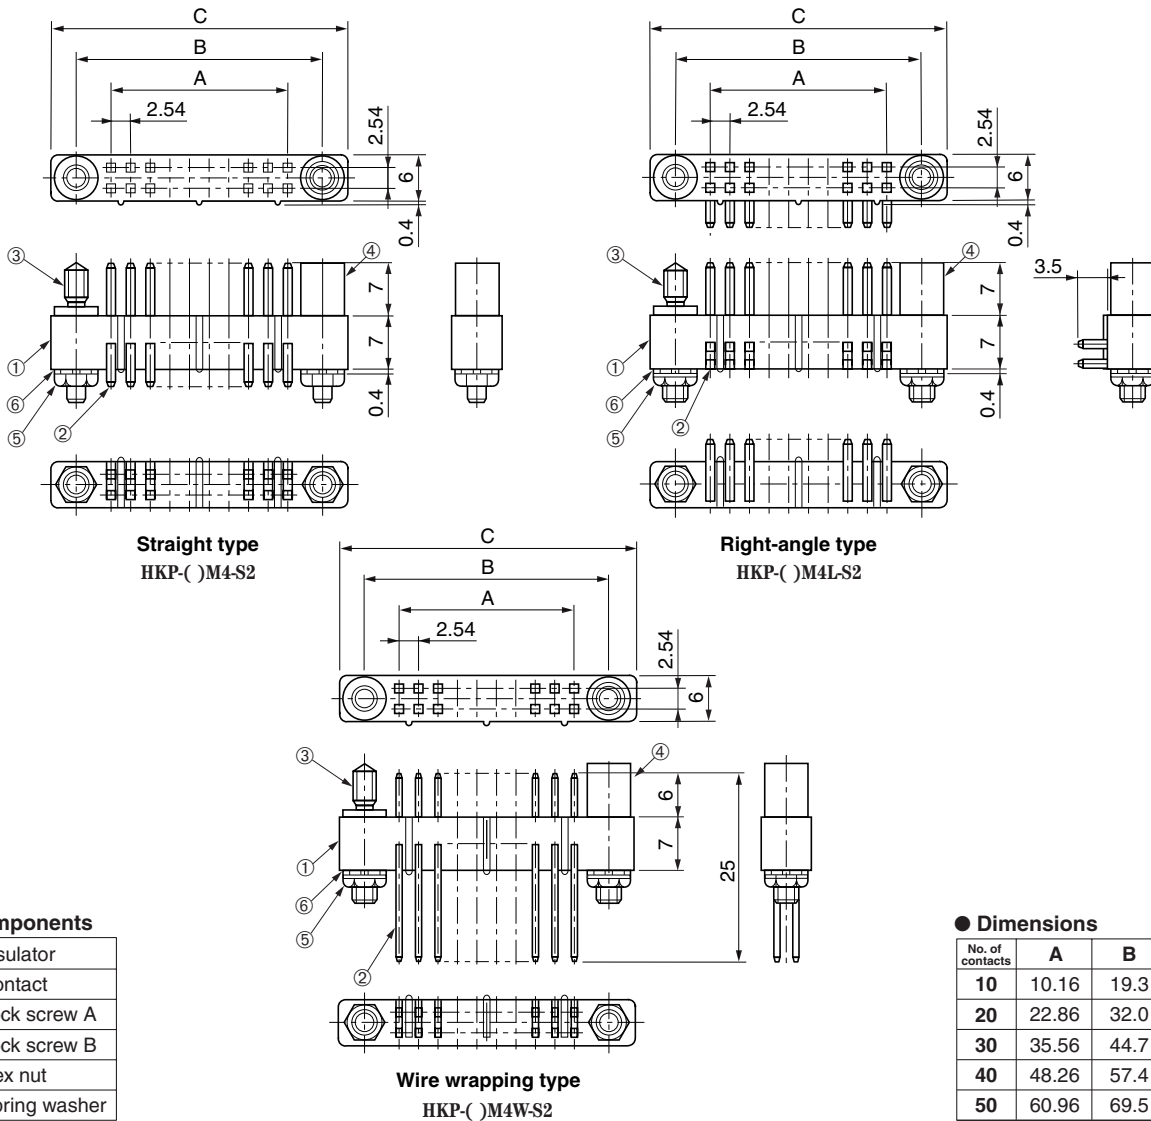 C
B
A
2.54
2.54
6
0.4
③
④
7
①
7
⑥
⑤
②
0.4
Straight type
HKP-( )M4-S2
C
B
A
2.54
2.54
6
0.4
③
④
3.5
7
①
7
⑥
⑤
②
0.4
Right-angle type
HKP-( )M4L-S2
C
B
A
2.54
2.54
6
③
④
6
①
7
25
⑥
⑤
②
Wire wrapping type
HKP-( )M4W-S2
mponents
sulator
ontact
ck screw A
ck screw B
ex nut
oring washer
● Dimensions
No. of contacts A B
10 10.16 19.3
20 22.86 32.0
30 35.56 44.7
40 48.26 57.4
50 60.96 69.5